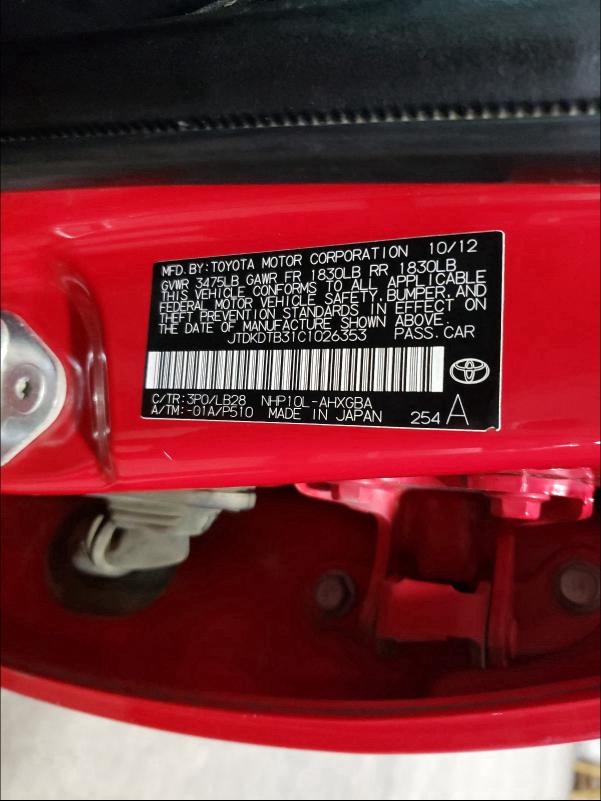 MFD. BY: TOYOTA MOTOR CORPORATION 10/12
GVWR 3475LB GAWR FR 1830LB RR 1830LB
THIS VEHICLE CONFORMS TO ALL APPLICABLE
FEDERAL MOTOR VEHICLE SAFETY, BUMPER, AND
THEFT PREVENTION STANDARDS IN EFFECT ON
THE DATE OF MANUFACTURE SHOWN ABOVE.
JTDKDTB31C1026353 PASS. CAR
C/TR: 3P0/LB28 NHP10L-AHXGBA
A/TM: -01A/P510 MADE IN JAPAN 254 A